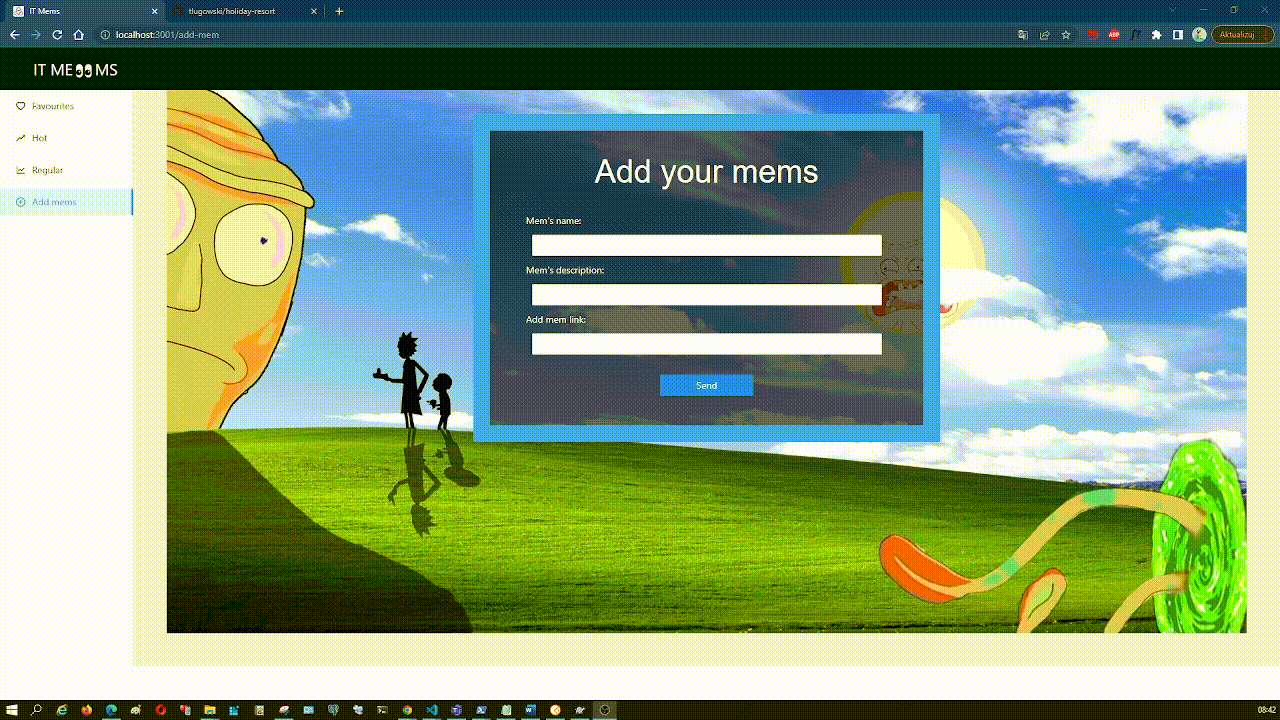 IT Mems
tlugowski/holiday-resort
localhost:3001/add-mem
ABP
Aktualizuj
IT ME👀MS
Favourites
Hot
Regular
Add mems
Add your mems
Mem's name:
Mem's description:
Add mem link:
Send
08:42